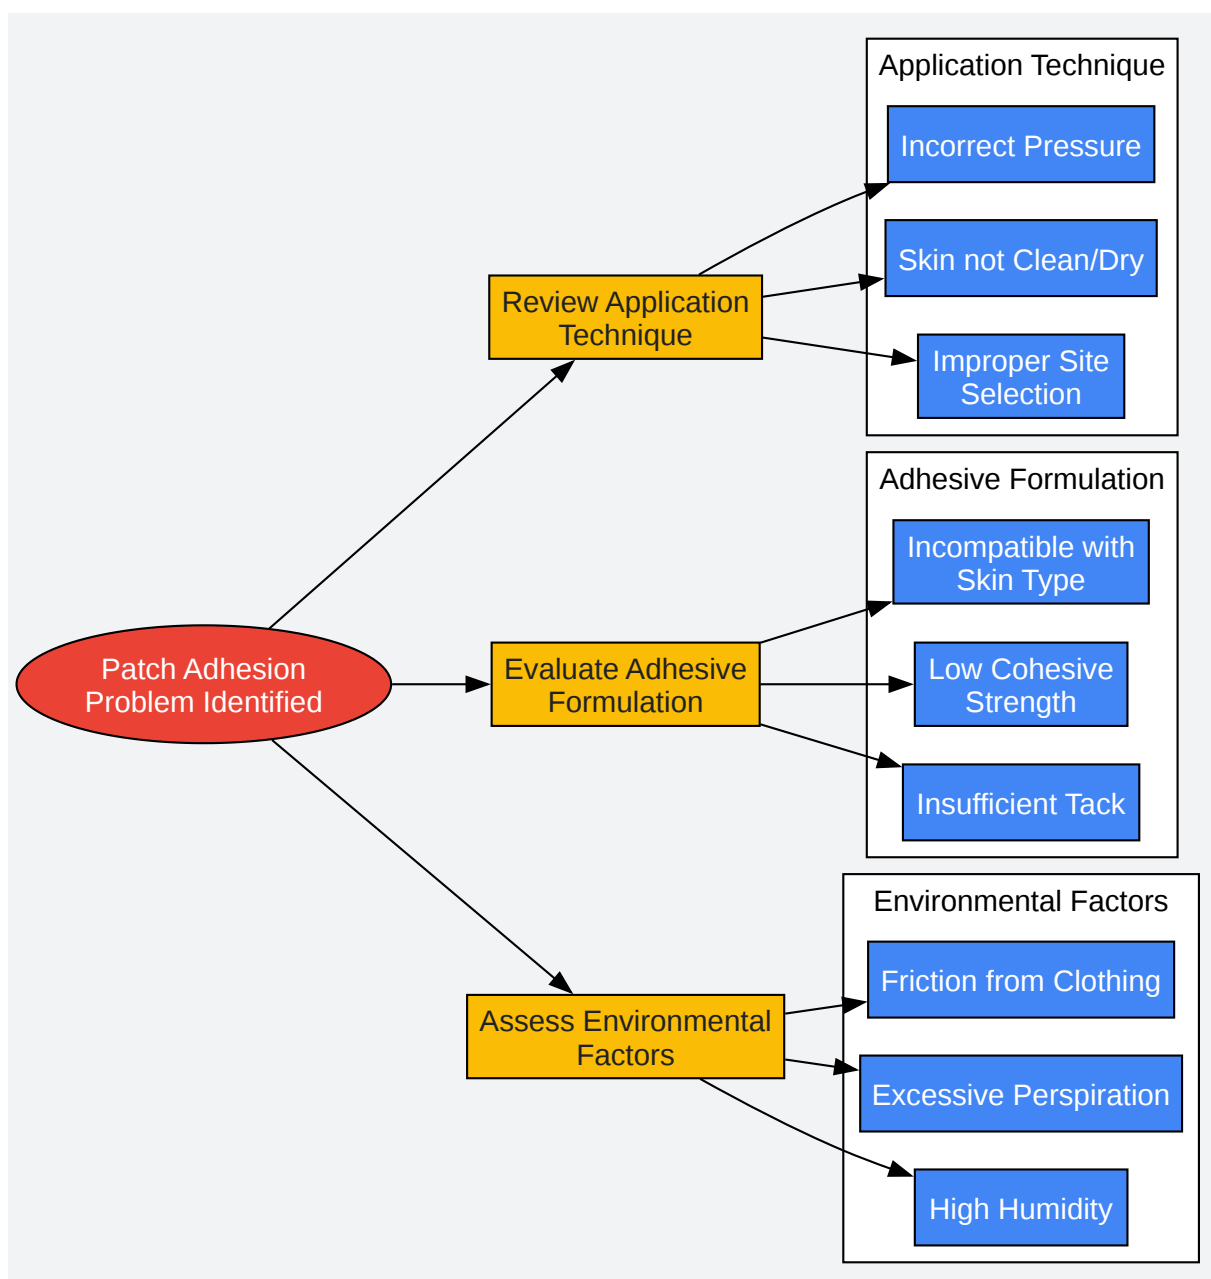 Patch Adhesion
Problem Identified
Review Application
Technique
Evaluate Adhesive
Formulation
Assess Environmental
Factors
Application Technique
Incorrect Pressure
Skin not Clean/Dry
Improper Site
Selection
Adhesive Formulation
Incompatible with
Skin Type
Low Cohesive
Strength
Insufficient Tack
Environmental Factors
Friction from Clothing
Excessive Perspiration
High Humidity